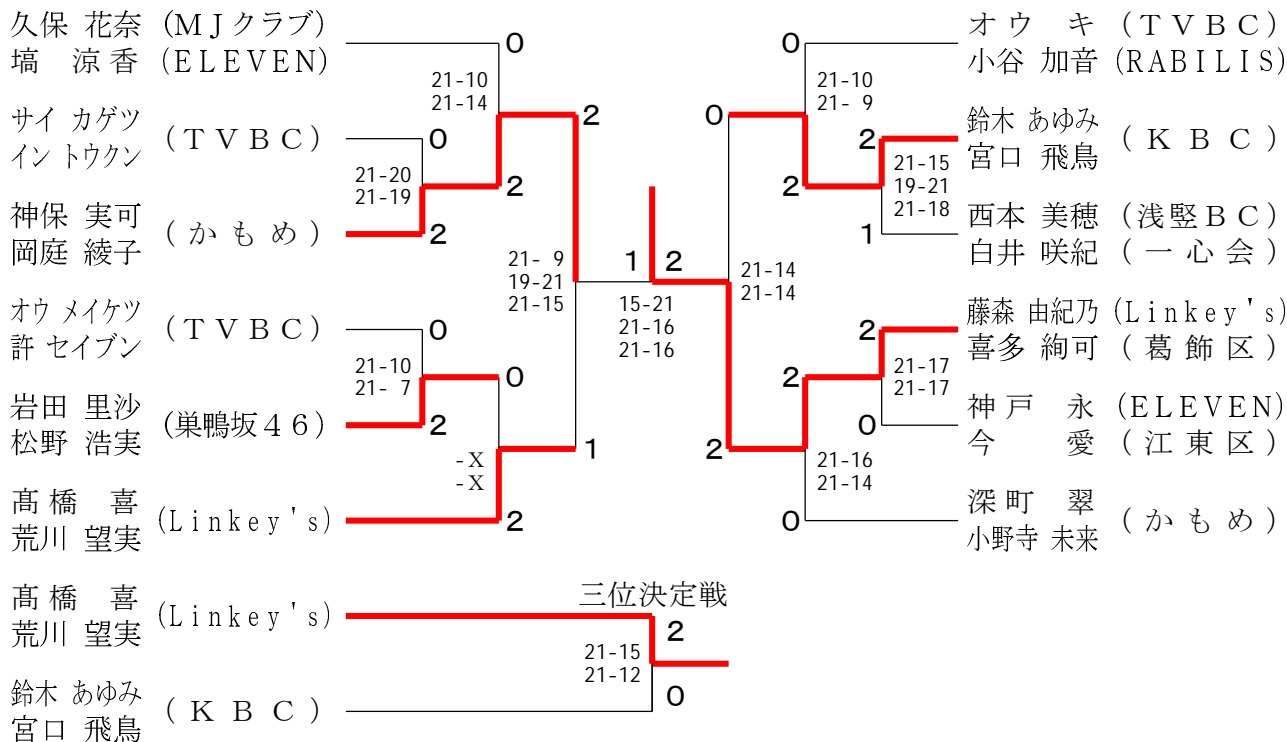 久保 花奈 (ＭＪクラブ)
塙 涼香 (ELEVEN)
0
21-10
21-14
サイ カゲツ
イン トウクン
(ＴＶＢＣ)
0
2
21-20
21-19
2
神保 実可
岡庭 綾子
(かもめ)
2
21- 9
19-21
21-15
オウ メイケツ
許 セイブン
(ＴＶＢＣ)
0
21-10
21- 7
0
岩田 里沙
松野 浩実
(巣鴨坂４６)
2
-X
-X
1
髙橋 喜
荒川 望実
(Linkey's)
2
1
2
15-21
21-16
21-16
オウ キ (ＴＶＢＣ)
小谷 加音 (RABILIS)
0
21-10
21- 9
0
鈴木 あゆみ
宮口 飛鳥
(ＫＢＣ)
2
21-15
19-21
21-18
2
西本 美穂 (浅竪ＢＣ)
白井 咲紀 (一心会)
1
21-14
21-14
藤森 由紀乃 (Linkey's)
喜多 絢可 (葛飾区)
2
21-17
21-17
2
神戸 永 (ELEVEN)
今 愛 (江東区)
0
2
21-16
21-14
深町 翠
小野寺 未来
(かもめ)
0
三位決定戦
髙橋 喜
荒川 望実
(Linkey's)
2
21-15
21-12
鈴木 あゆみ
宮口 飛鳥
(ＫＢＣ)
0